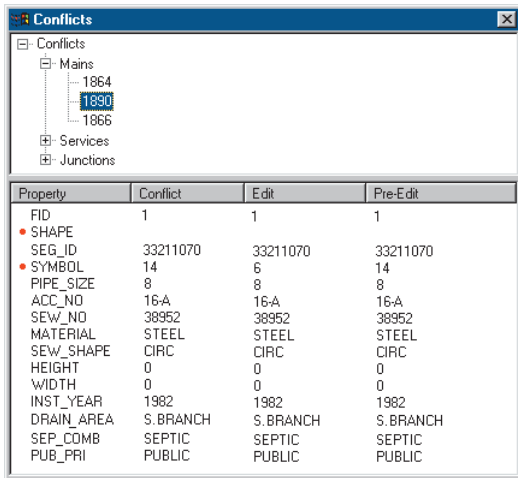 Conflicts
Conflicts
Mains
1864
1890
1866
Services
Junctions
Property Conflict Edit Pre-Edit
FID 1 1 1
SHAPE
SEG_ID 33211070 33211070 33211070
SYMBOL 14 6 14
PIPE_SIZE 8 8 8
ACC_NO 16-A 16-A 16-A
SEW_NO 38952 38952 38952
MATERIAL STEEL STEEL STEEL
SEW_SHAPE CIRC CIRC CIRC
HEIGHT 0 0 0
WIDTH 0 0 0
INST_YEAR 1982 1982 1982
DRAIN_AREA S.BRANCH S.BRANCH S.BRANCH
SEP_COMB SEPTIC SEPTIC SEPTIC
PUB_PRI PUBLIC PUBLIC PUBLIC